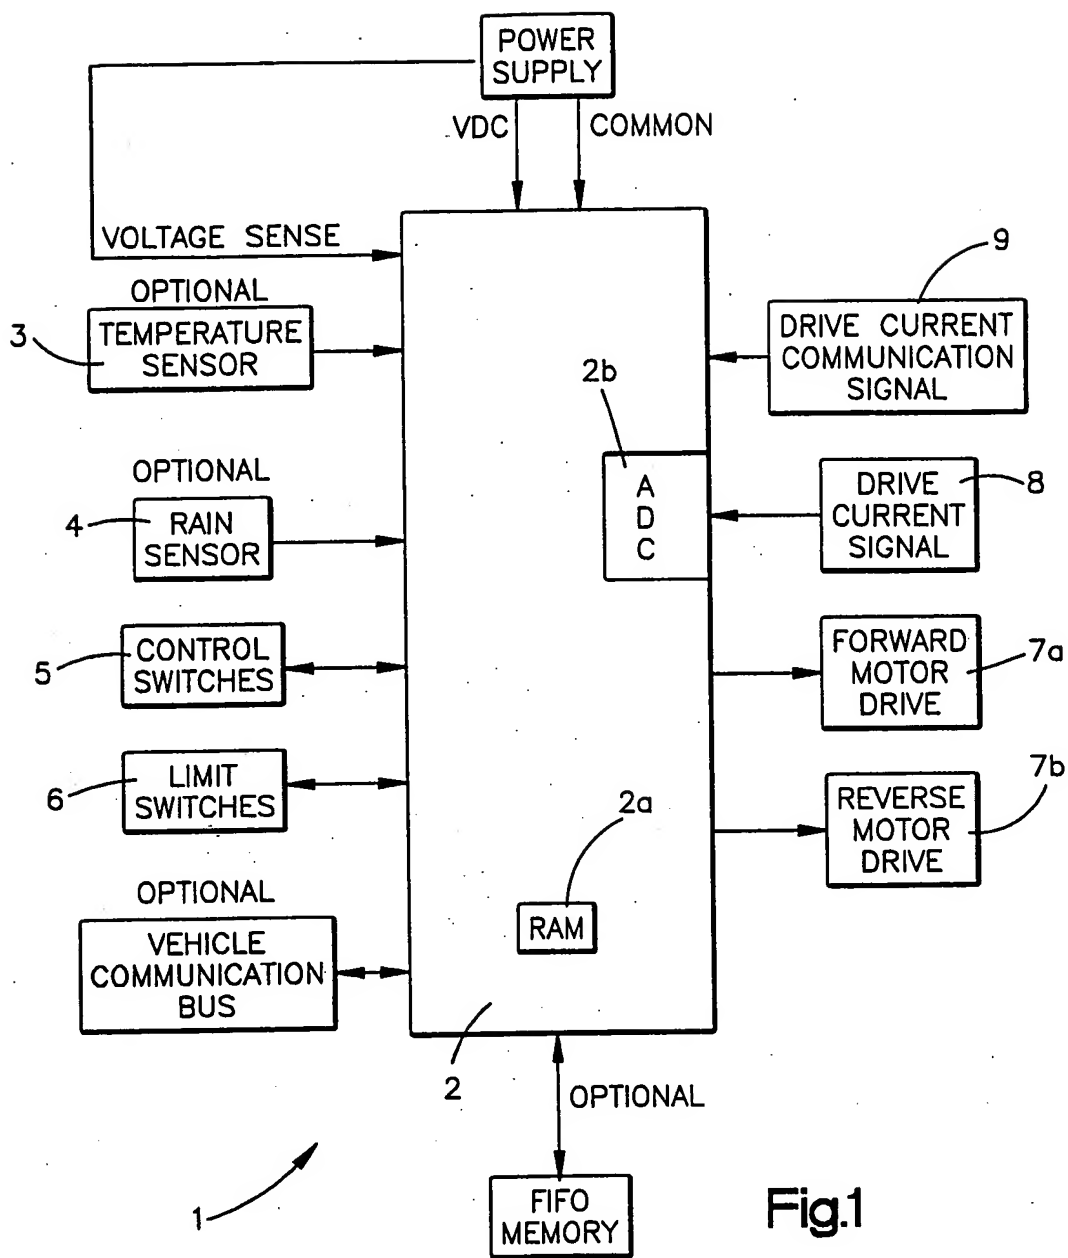 POWER
SUPPLY
VDC
COMMON
VOLTAGE SENSE
OPTIONAL
3
TEMPERATURE
SENSOR
9
DRIVE CURRENT
COMMUNICATION
SIGNAL
2b
A
D
C
OPTIONAL
4
RAIN
SENSOR
8
DRIVE
CURRENT
SIGNAL
5
CONTROL
SWITCHES
7a
FORWARD
MOTOR
DRIVE
6
LIMIT
SWITCHES
7b
REVERSE
MOTOR
DRIVE
2a
RAM
OPTIONAL
VEHICLE
COMMUNICATION
BUS
2
OPTIONAL
1
FIFO
MEMORY
Fig.1